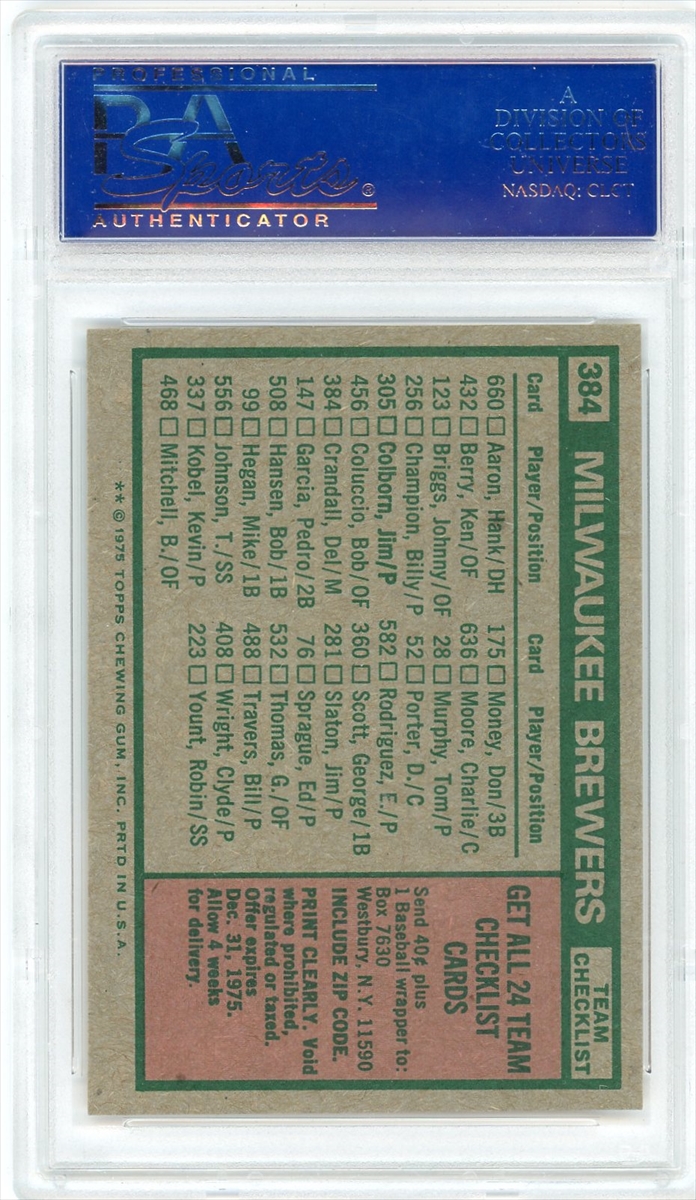 PROFESSIONAL
PSA
Sports®
AUTHENTICATOR
A
DIVISION OF
COLLECTORS
UNIVERSE
NASDAQ: CLCT
384 MILWAUKEE BREWERS
TEAM
CHECKLIST
Card Player/Position Card Player/Position
660 □ Aaron, Hank/DH 175 □ Money, Don/3B
432 □ Berry, Ken/OF 636 □ Moore, Charlie/C
123 □ Briggs, Johnny/OF 28 □ Murphy, Tom/P
256 □ Champion, Billy/P 52 □ Porter, D./C
305 □ Colborn, Jim/P 582 □ Rodriguez, E./P
456 □ Coluccio, Bob/OF 360 □ Scott, George/1B
384 □ Crandall, Del/M 281 □ Slaton, Jim/P
147 □ Garcia, Pedro/2B 76 □ Sprague, Ed/P
508 □ Hansen, Bob/1B 532 □ Thomas, G./OF
99 □ Hegan, Mike/1B 488 □ Travers, Bill/P
556 □ Johnson, T./SS 408 □ Wright, Clyde/P
337 □ Kobel, Kevin/P 223 □ Yount, Robin/SS
468 □ Mitchell, B./OF
GET ALL 24 TEAM
CHECKLIST
CARDS
Send 40¢ plus
1 Baseball wrapper to:
Box 7630
Westbury, N.Y. 11590
INCLUDE ZIP CODE.
PRINT CLEARLY. Void
where prohibited,
regulated or taxed.
Offer expires
Dec. 31, 1975.
Allow 4 weeks
for delivery.
** © 1975 TOPPS CHEWING GUM, INC. PRTD IN U.S.A.